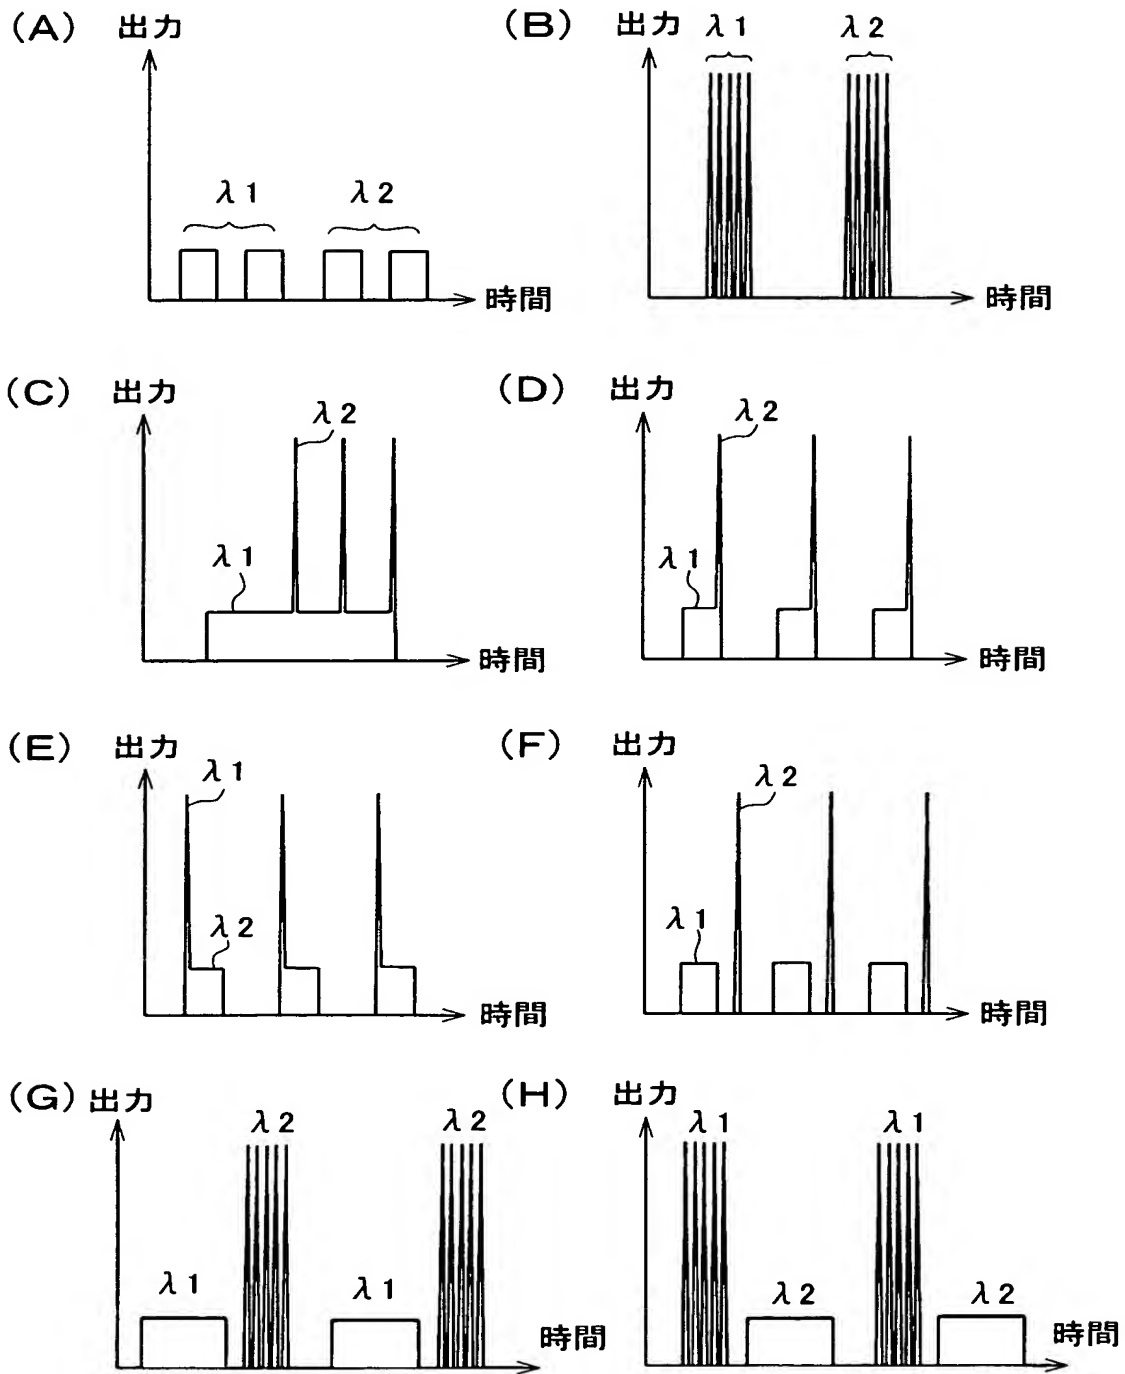 (A) 出力
λ1 λ2
時間
(B) 出力 λ1 λ2
時間
(C) 出力
λ2
λ1
時間
(D) 出力
λ2
λ1
時間
(E) 出力
λ1
λ2
時間
(F) 出力
λ2
λ1
時間
(G) 出力
λ2 λ2
λ1 λ1
時間
(H) 出力
λ1 λ1
λ2 λ2
時間